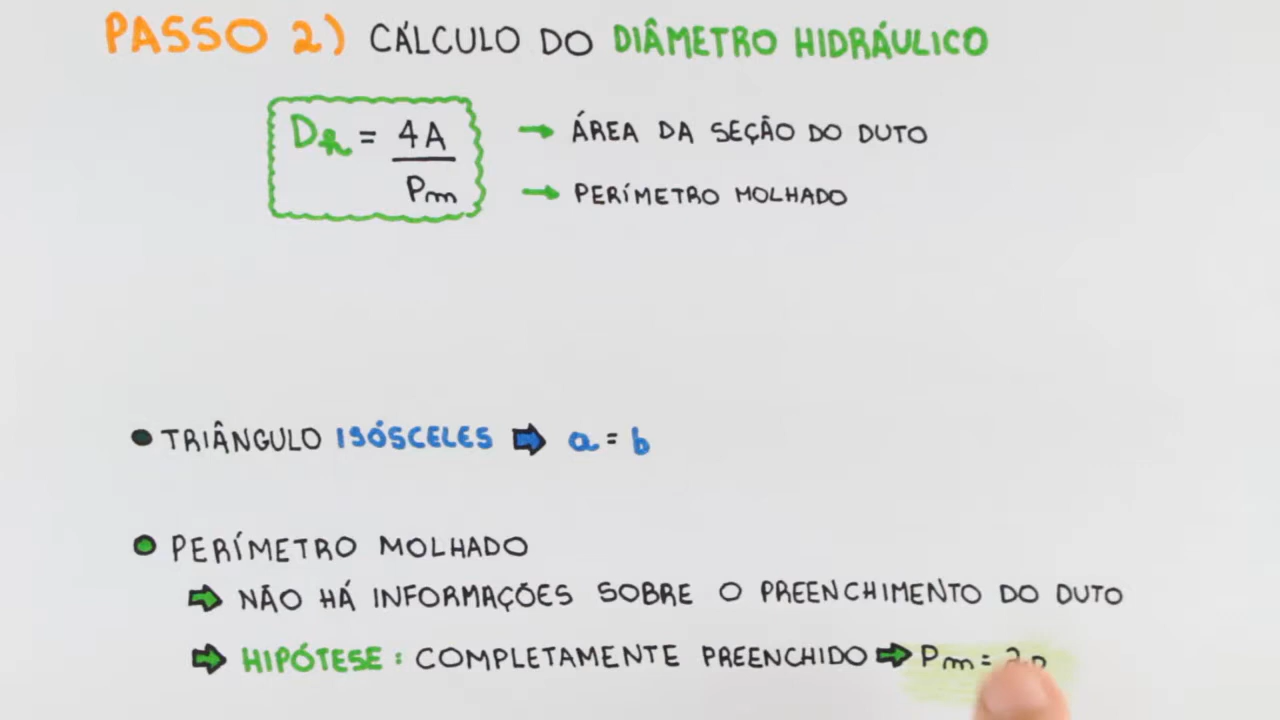 PASSO 2) CÁLCULO DO DIÂMETRO HIDRÁULICO
Dh = 4A → ÁREA DA SEÇÃO DO DUTO
Pm → PERÍMETRO MOLHADO
• TRIÂNGULO ISÓSCELES ➡ a = b
• PERÍMETRO MOLHADO
➡ NÃO HÁ INFORMAÇÕES SOBRE O PREENCHIMENTO DO DUTO
➡ HIPÓTESE: COMPLETAMENTE PREENCHIDO ➡ Pm =